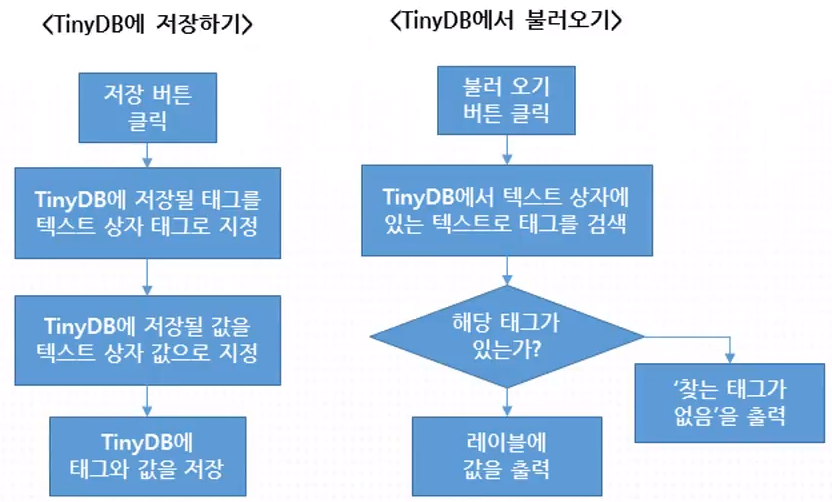 <TinyDB에 저장하기>
저장 버튼
클릭
TinyDB에 저장될 태그를
텍스트 상자 태그로 지정
TinyDB에 저장될 값을
텍스트 상자 값으로 지정
TinyDB에
태그와 값을 저장
<TinyDB에서 불러오기>
불러 오기
버튼 클릭
TinyDB에서 텍스트 상자에
있는 텍스트로 태그를 검색
해당 태그가
있는가?
‘찾는 태그가
없음’을 출력
레이블에
값을 출력